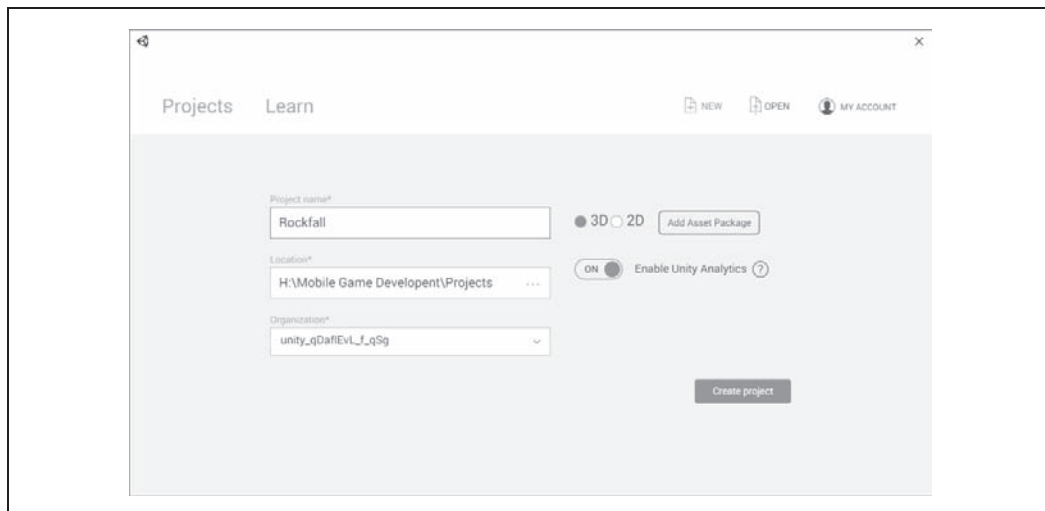 Projects Learn NEW OPEN MY ACCOUNT
Project name*
Rockfall
3D 2D Add Asset Package
Location*
H:\Mobile Game Developent\Projects ...
ON Enable Unity Analytics ?
Organization*
unity_qDaflEvL_f_qSg
Create project